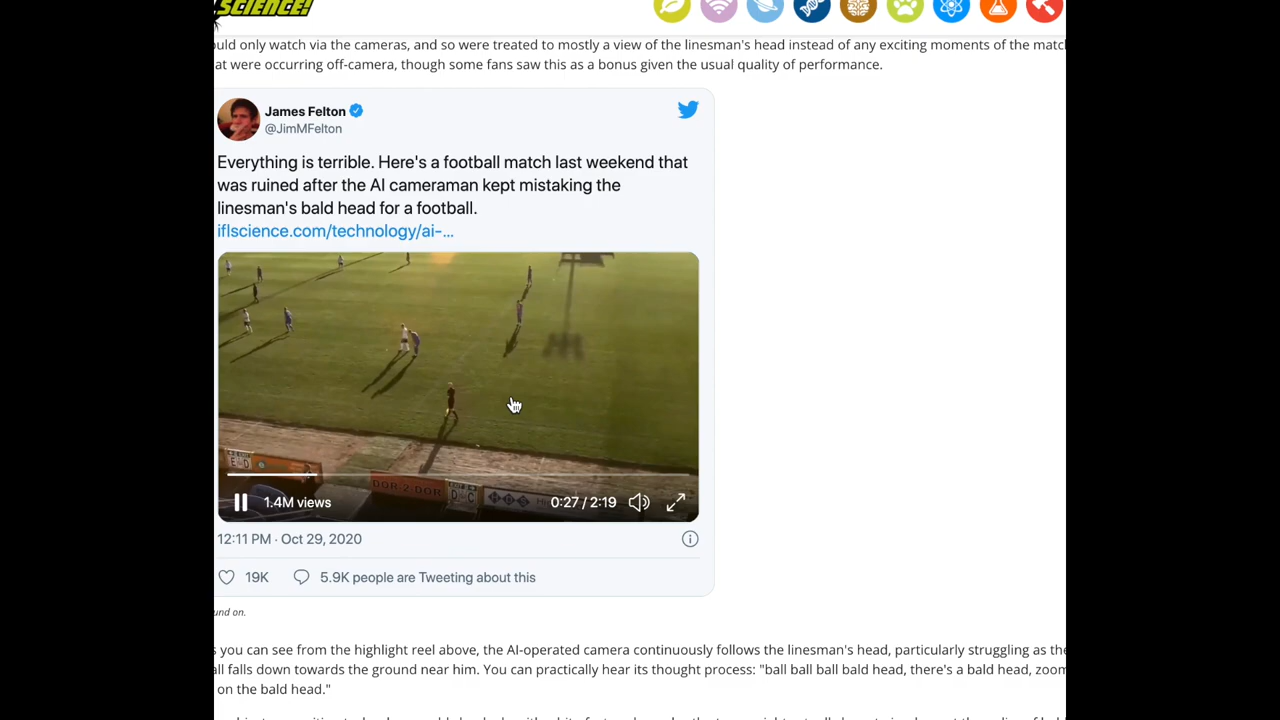 SCIENCE!
ould only watch via the cameras, and so were treated to mostly a view of the linesman's head instead of any exciting moments of the matc
at were occurring off-camera, though some fans saw this as a bonus given the usual quality of performance.
James Felton
@JimMFelton
Everything is terrible. Here's a football match last weekend that
was ruined after the AI cameraman kept mistaking the
linesman's bald head for a football.
iflscience.com/technology/ai-...
DOR-2-DOR
1.4M views
0:27 / 2:19
12:11 PM · Oct 29, 2020
19K
5.9K people are Tweeting about this
und on.
s you can see from the highlight reel above, the AI-operated camera continuously follows the linesman's head, particularly struggling as the
all falls down towards the ground near him. You can practically hear its thought process: "ball ball ball bald head, there's a bald head, zoom
on the bald head."